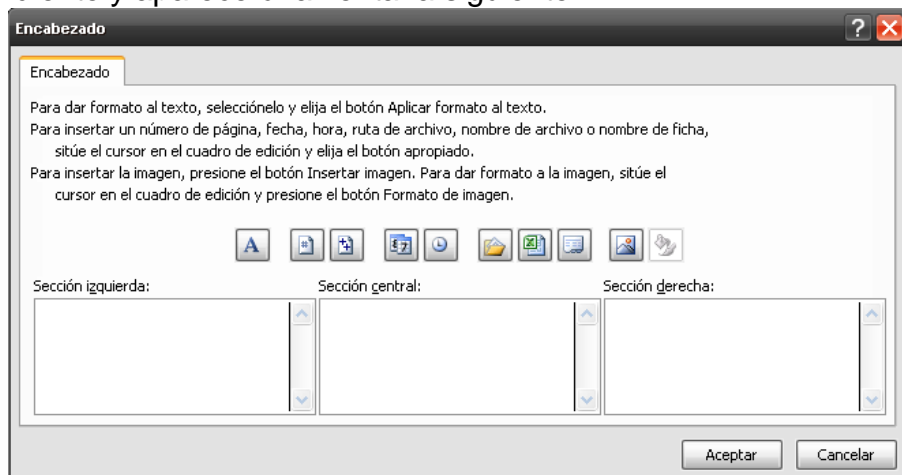 Encabezado
Encabezado
Para dar formato al texto, selecciónelo y elija el botón Aplicar formato al texto.
Para insertar un número de página, fecha, hora, ruta de archivo, nombre de archivo o nombre de ficha,
sitúe el cursor en el cuadro de edición y elija el botón apropiado.
Para insertar la imagen, presione el botón Insertar imagen. Para dar formato a la imagen, sitúe el
cursor en el cuadro de edición y presione el botón Formato de imagen.
Sección izquierda: Sección central: Sección derecha:
Aceptar Cancelar